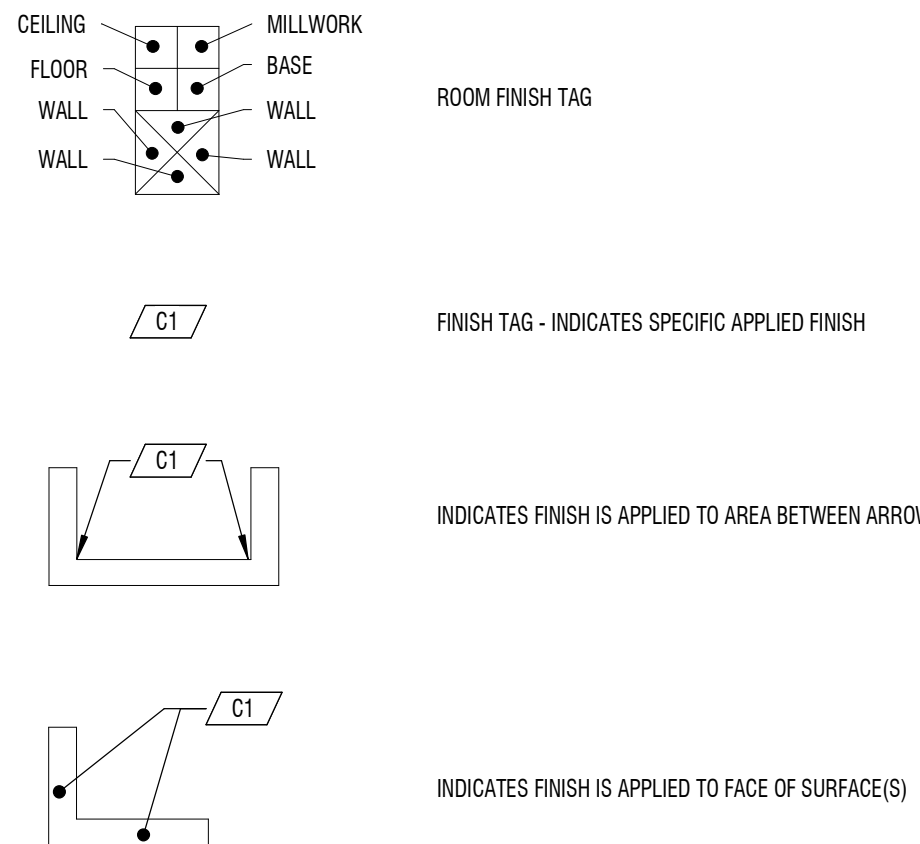 CEILING
MILLWORK
FLOOR
BASE
WALL
WALL
WALL
WALL
ROOM FINISH TAG
C1
FINISH TAG - INDICATES SPECIFIC APPLIED FINISH
C1
INDICATES FINISH IS APPLIED TO AREA BETWEEN
C1
INDICATES FINISH IS APPLIED TO FACE OF SURFACE(S)